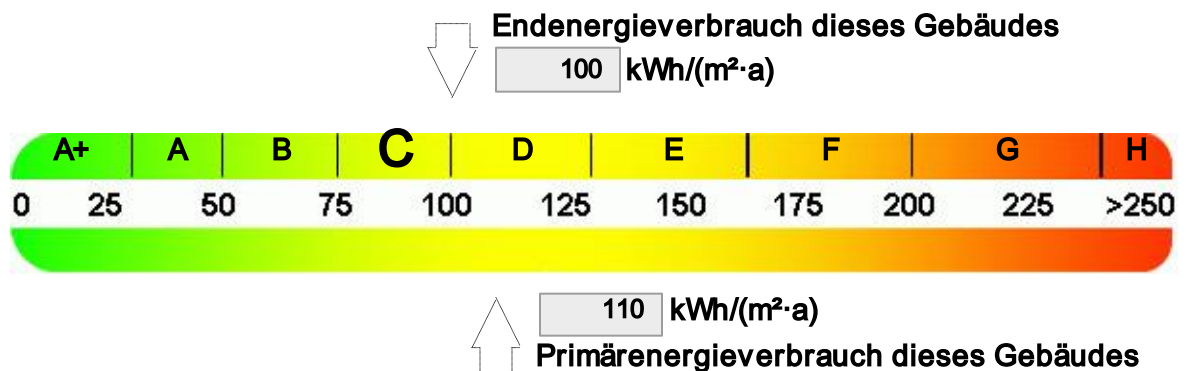 Endenergieverbrauch dieses Gebäudes
100 kWh/(m²·a)
A+ A B C D E F G H
0 25 50 75 100 125 150 175 200 225 >250
110 kWh/(m²·a)
Primärenergieverbrauch dieses Gebäudes